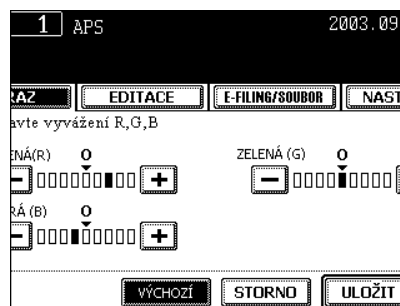 1 APS 2003.09
RAZ EDITACE E-FILING/SOUBOR NAST
avte vyvážení R,G,B
ENÁ(R) 0 ZELENÁ (G) 0
− + −
RÁ (B) 0
− +
VÝCHOZÍ STORNO ULOŽIT